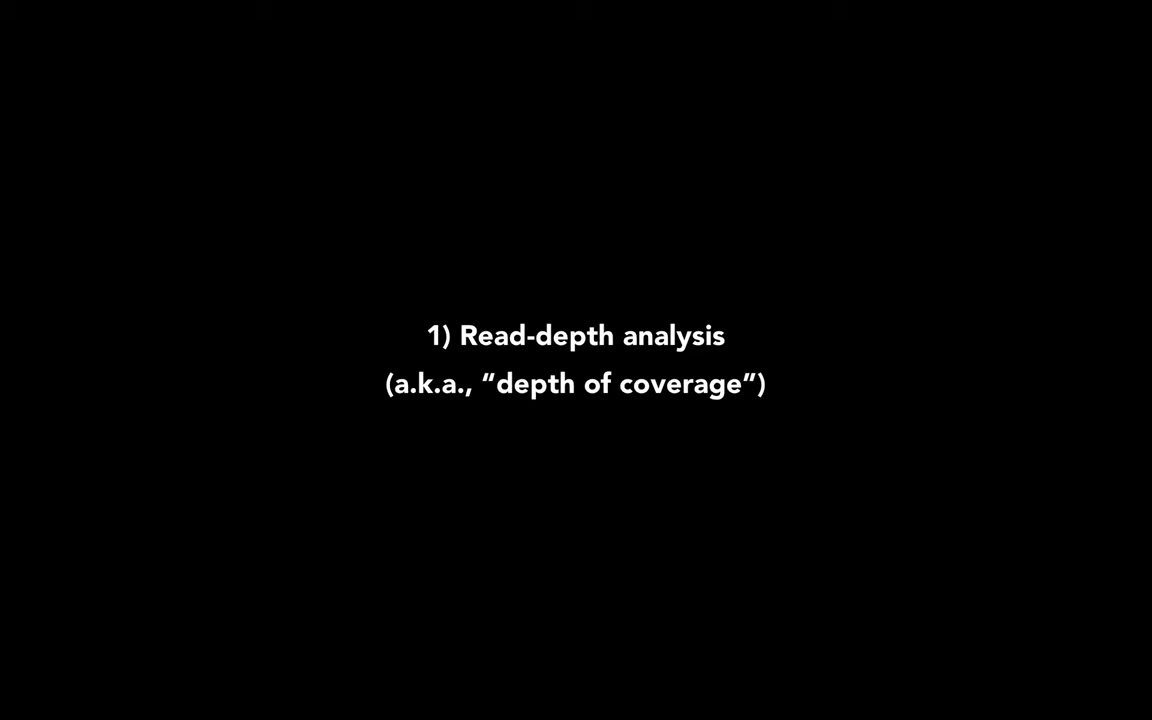 1) Read-depth analysis
(a.k.a., “depth of coverage”)